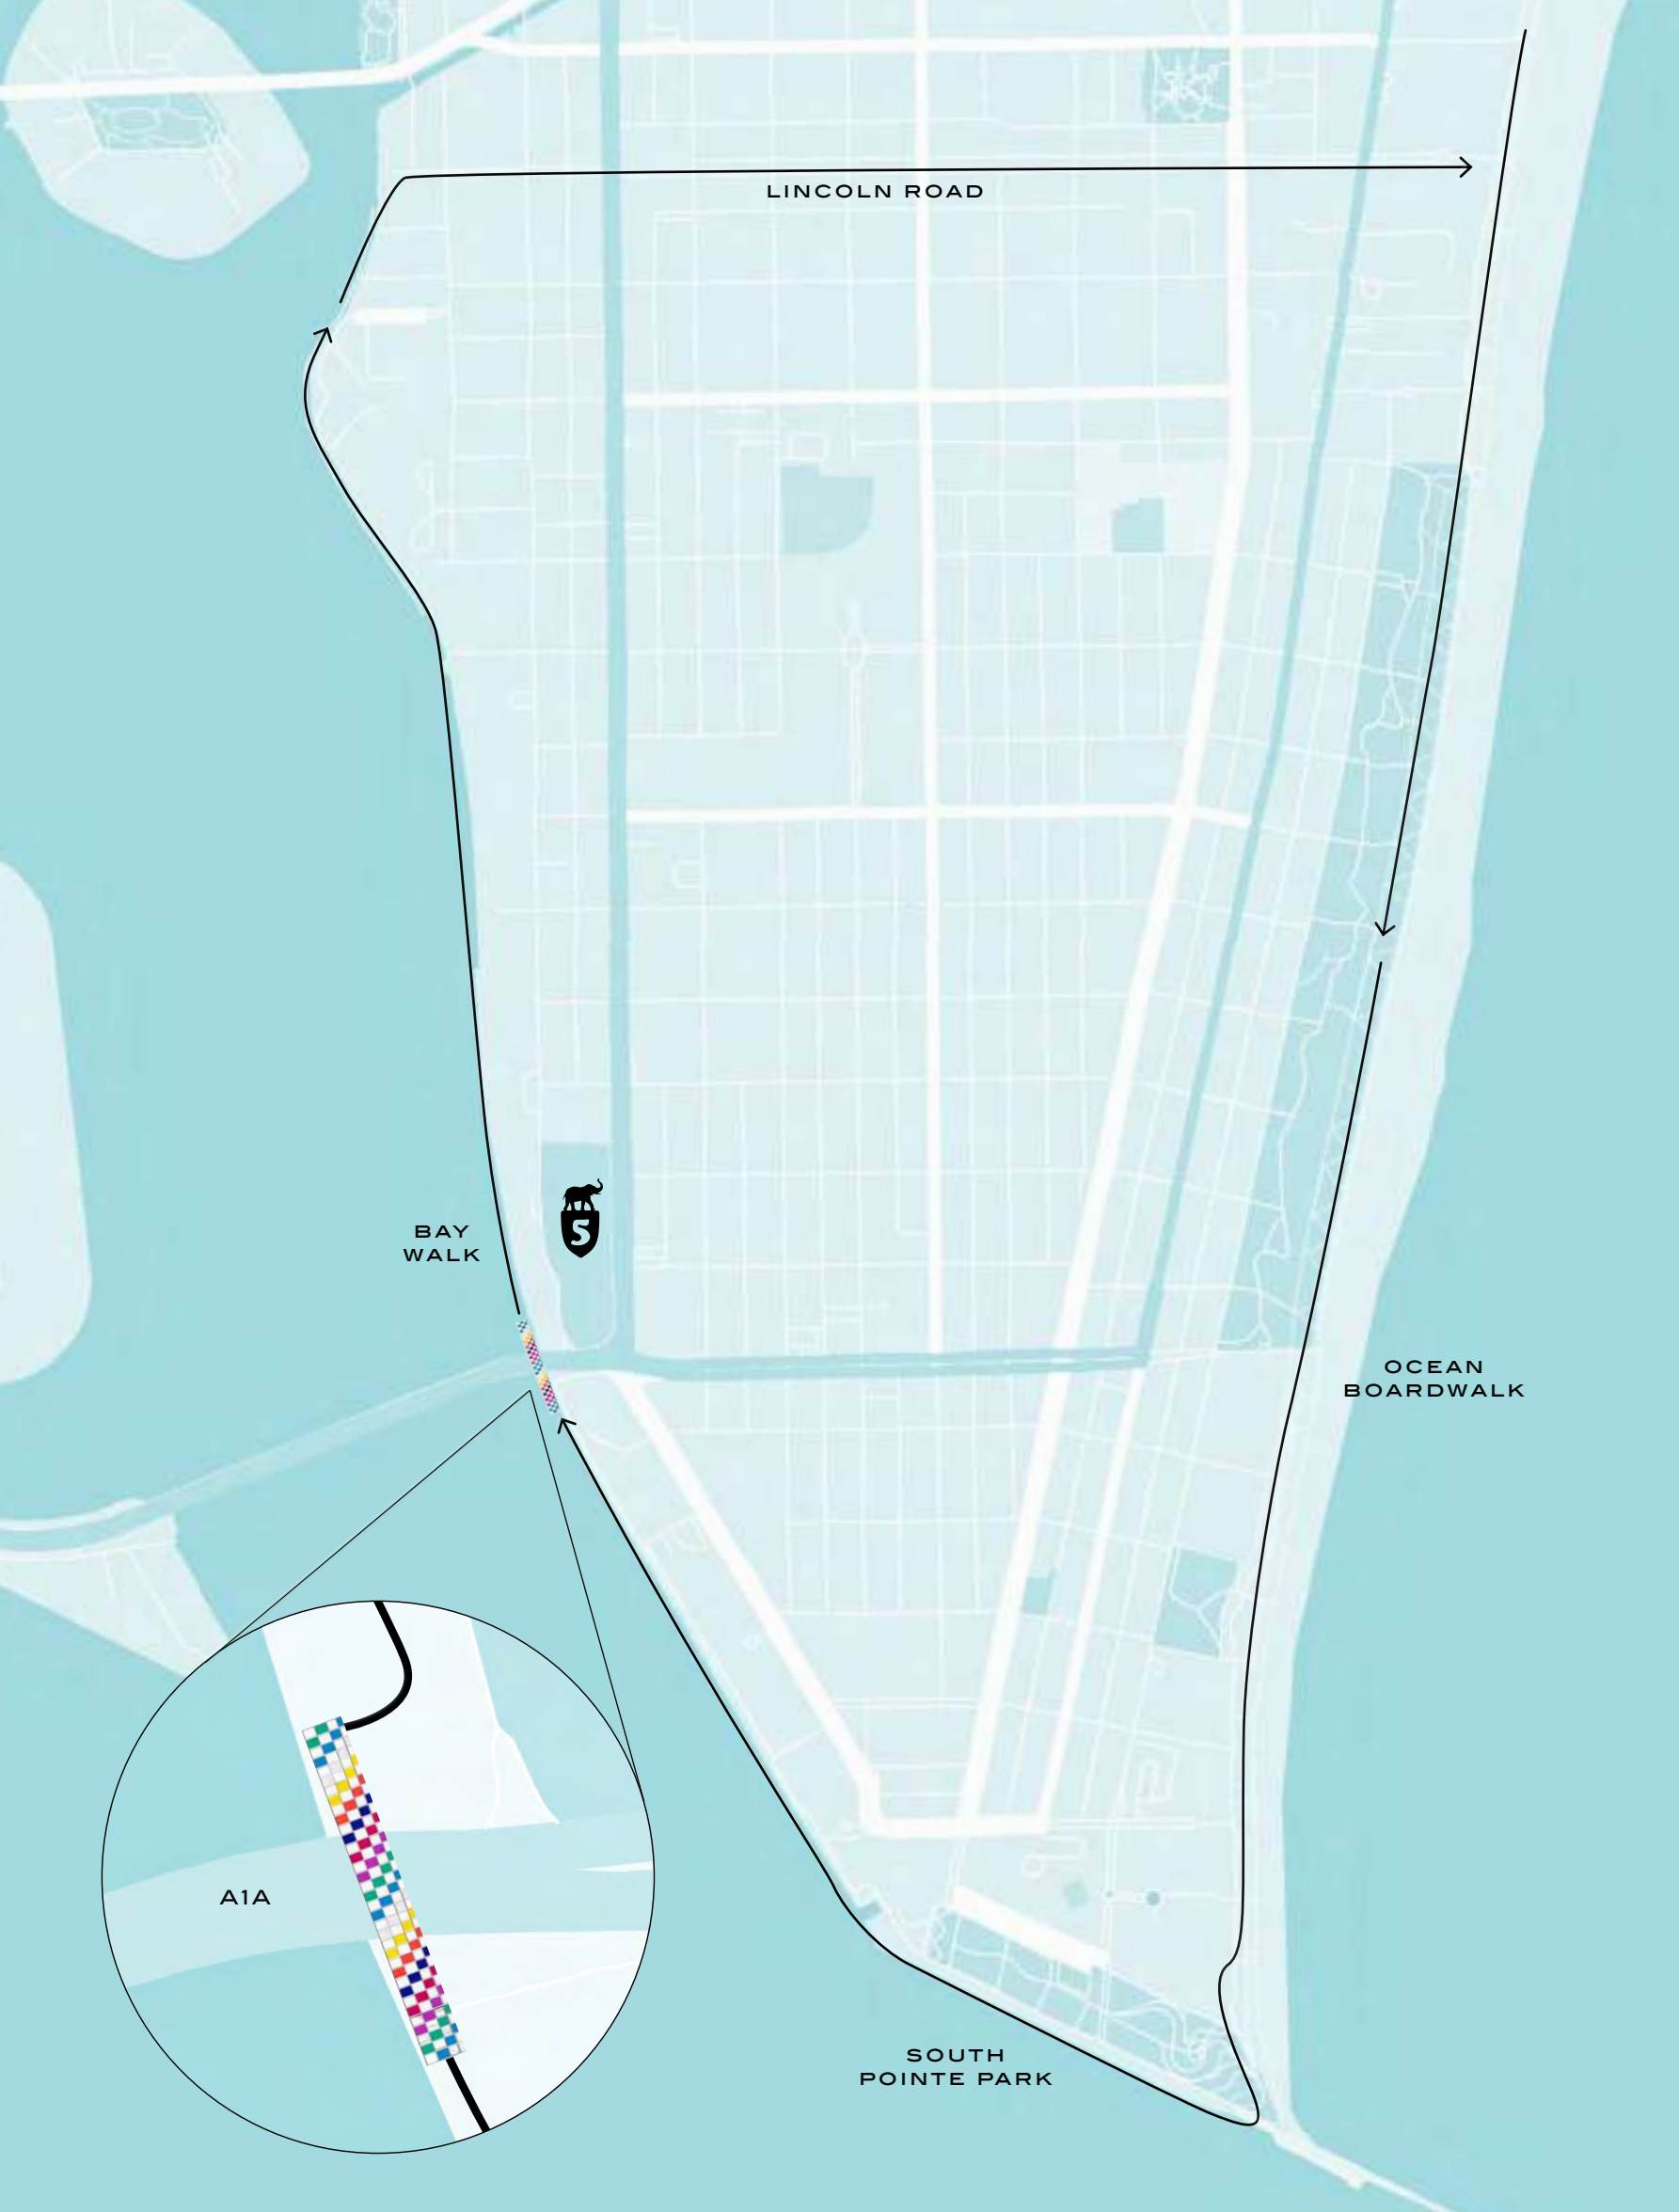 LINCOLN ROAD
BAY
WALK
5
OCEAN
BOARDWALK
A1A
SOUTH
POINTE PARK